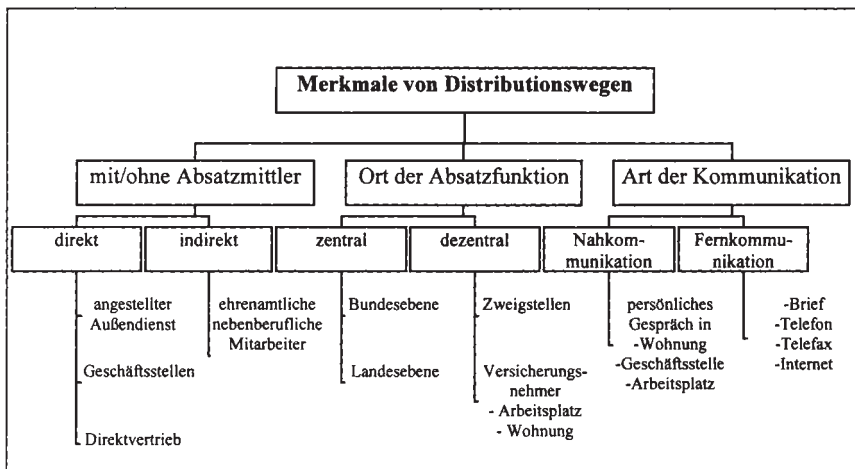 Merkmale von Distributionswegen
mit/ohne Absatzmittler
Ort der Absatzfunktion
Art der Kommunikation
direkt
indirekt
zentral
dezentral
Nahkom-
munikation
Fernkommu-
nikation
angestellter
Außendienst
Geschäftsstellen
Direktvertrieb
ehrenamtliche
nebenberufliche
Mitarbeiter
Bundesebene
Landesebene
Zweigstellen
Versicherungs-
nehmer
- Arbeitsplatz
- Wohnung
persönliches
Gespräch in
-Wohnung
-Geschäftsstelle
-Arbeitsplatz
-Brief
-Telefon
-Telefax
-Internet